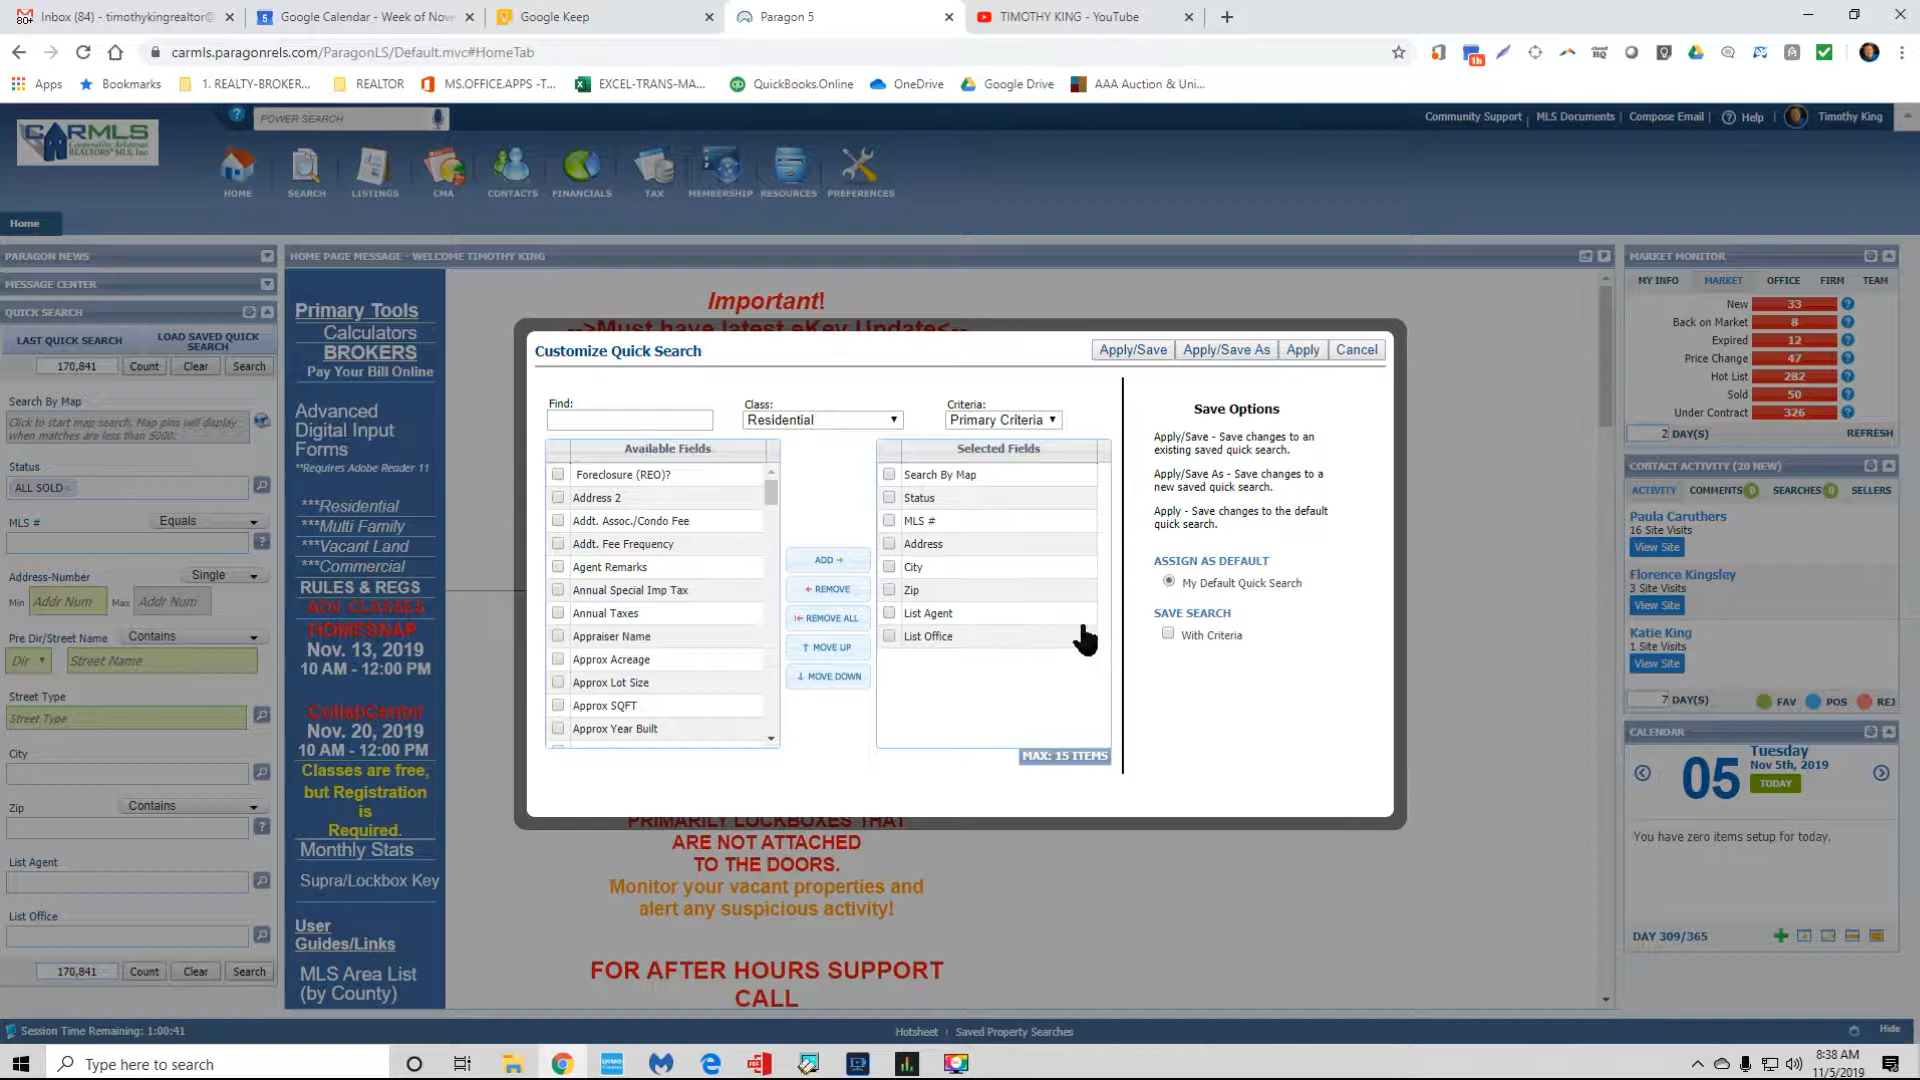 Inbox (84) - timothykingrealtor@
Google Calendar - Week of Nov
Google Keep
Paragon 5
TIMOTHY KING - YouTube
carmls.paragonrels.com/ParagonLS/Default.mvc#HomeTab
Apps
Bookmarks
1. REALTY-BROKER...
REALTOR
MS.OFFICE.APPS -T...
EXCEL-TRANS-MA...
QuickBooks.Online
OneDrive
Google Drive
AAA Auction & Uni...
CARMLS
POWER SEARCH
Community Support
MLS Documents
Compose Email
Help
Timothy King
HOME
SEARCH
LISTINGS
CMA
CONTACTS
FINANCIALS
TAX
MEMBERSHIP
RESOURCES
PREFERENCES
Home
PARAGON NEWS
MESSAGE CENTER
QUICK SEARCH
LAST QUICK SEARCH
LOAD SAVED QUICK SEARCH
170,841 Count Clear Search
Search By Map
Click to start map search. Map pins will display when matches are less than 5000.
Status
ALL SOLD
MLS # Equals
Address-Number Single
Min Addr Num Max Addr Num
Pre Dir/Street Name Contains
Dir Street Name
Street Type
Street Type
City
Zip Contains
List Agent
List Office
170,841 Count Clear Search
HOME PAGE MESSAGE - WELCOME TIMOTHY KING
Primary Tools
Calculators
BROKERS
Pay Your Bill Online
Advanced
Digital Input
Forms
**Requires Adobe Reader 11
***Residential
***Multi Family
***Vacant Land
***Commercial
RULES & REGS
ADV. CLASSES
HOMESNAP
Nov. 13, 2019
10 AM - 12:00 PM
CollabCenter
Nov. 20, 2019
10 AM - 12:00 PM
Classes are free,
but Registration
is
Required.
Monthly Stats
Supra/Lockbox Key
User
Guides/Links
MLS Area List
(by County)
Important!
-->Must have latest eKey Update<--
Customize Quick Search
Apply/Save
Apply/Save As
Apply
Cancel
Find:
Class:
Residential
Criteria:
Primary Criteria
Available Fields
Foreclosure (REO)?
Address 2
Addt. Assoc./Condo Fee
Addt. Fee Frequency
Agent Remarks
Annual Special Imp Tax
Annual Taxes
Appraiser Name
Approx Acreage
Approx Lot Size
Approx SQFT
Approx Year Built
ADD
REMOVE
REMOVE ALL
MOVE UP
MOVE DOWN
Selected Fields
Search By Map
Status
MLS #
Address
City
Zip
List Agent
List Office
MAX: 15 ITEMS
Save Options
Apply/Save - Save changes to an
existing saved quick search.
Apply/Save As - Save changes to a
new saved quick search.
Apply - Save changes to the default
quick search.
ASSIGN AS DEFAULT
My Default Quick Search
SAVE SEARCH
With Criteria
PRIMARILY LOCKBOXES THAT
ARE NOT ATTACHED
TO THE DOORS.
Monitor your vacant properties and
alert any suspicious activity!
FOR AFTER HOURS SUPPORT
CALL
MARKET MONITOR
MY INFO MARKET OFFICE FIRM TEAM
New 33
Back on Market 8
Expired 12
Price Change 47
Hot List 282
Sold 50
Under Contract 326
2 DAY(S) REFRESH
CONTACT ACTIVITY (20 NEW)
ACTIVITY COMMENTS 0 SEARCHES 0 SELLERS
Paula Caruthers
16 Site Visits
View Site
Florence Kingsley
3 Site Visits
View Site
Katie King
1 Site Visits
View Site
7 DAY(S) FAV POS REJ
CALENDAR
05
Tuesday
Nov 5th, 2019
TODAY
You have zero items setup for today.
DAY 309/365
Session Time Remaining: 1:00:41
Hotsheet | Saved Property Searches
Hide
Type here to search
8:38 AM
11/5/2019